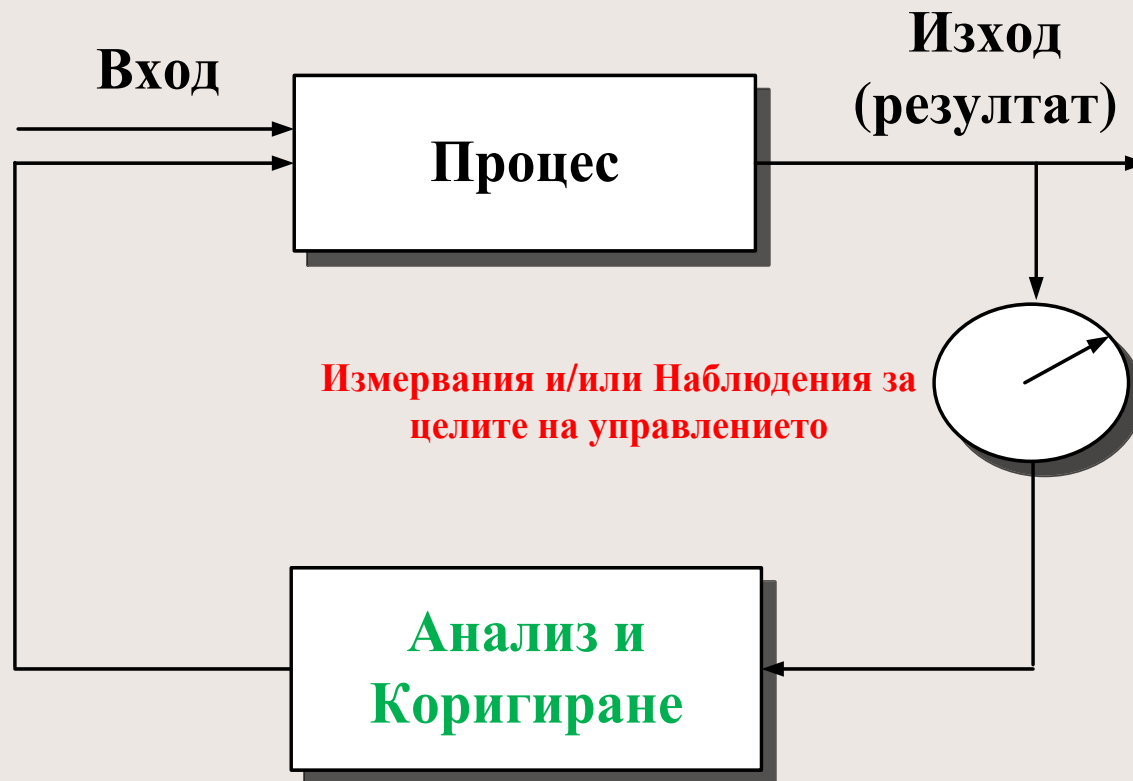 Вход
Изход
(резултат)
Процес
Измервания и/или Наблюдения за
целите на управлението
Анализ и
Коригиране